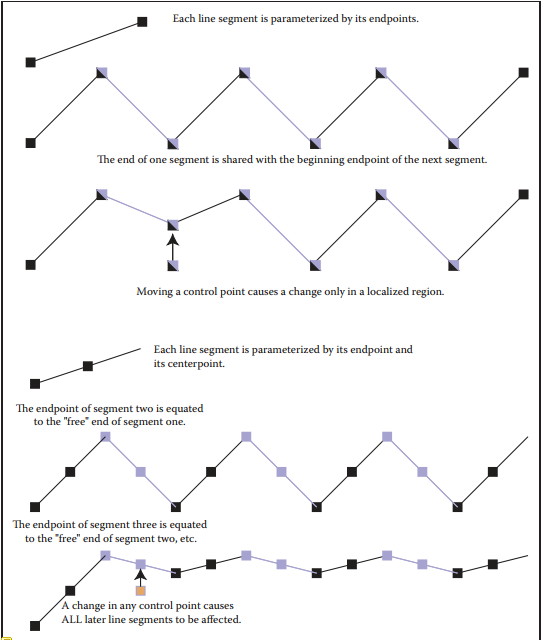 Each line segment is parameterized by its endpoints.
The end of one segment is shared with the beginning endpoint of the next segment.
Moving a control point causes a change only in a localized region.
Each line segment is parameterized by its endpoint and
its centerpoint.
The endpoint of segment two is equated
to the "free" end of segment one.
The endpoint of segment three is equated
to the "free" end of segment two, etc.
A change in any control point causes
ALL later line segments to be affected.